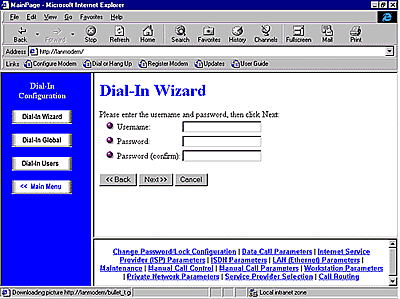 MainPage - Microsoft Internet Explorer
File Edit View Go Favorites Help
Back Forward Stop Refresh Home Search Favorites History Channels Fullscreen Mail Print
Address http://lanmodem/
Links Configure Modem Dial or Hang Up Register Modem Updates User Guide
Dial-In
Configuration
Dial-In Wizard
Dial-In Global
Dial-In Users
<< Main Menu
Dial-In Wizard
Please enter the username and password, then click Next:
Username:
Password:
Password (confirm):
<< Back Next >> Cancel
Change Password/Lock Configuration | Data Call Parameters | Internet Service
Provider (ISP) Parameters | ISDN Parameters | LAN (Ethernet) Parameters |
Maintenance | Manual Call Control | Manual Call Parameters | Workstation Parameters
| Private Network Parameters | Service Provider Selection | Call Routing
Downloading picture http://lanmodem/bullet_1.gi
Local intranet zone